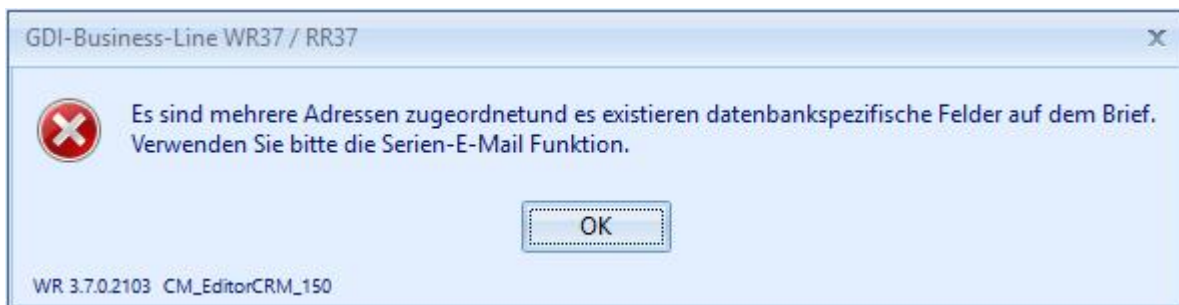 GDI-Business-Line WR37 / RR37
Es sind mehrere Adressen zugeordnetund es existieren datenbankspezifische Felder auf dem Brief.
Verwenden Sie bitte die Serien-E-Mail Funktion.
OK
WR 3.7.0.2103 CM_EditorCRM_150